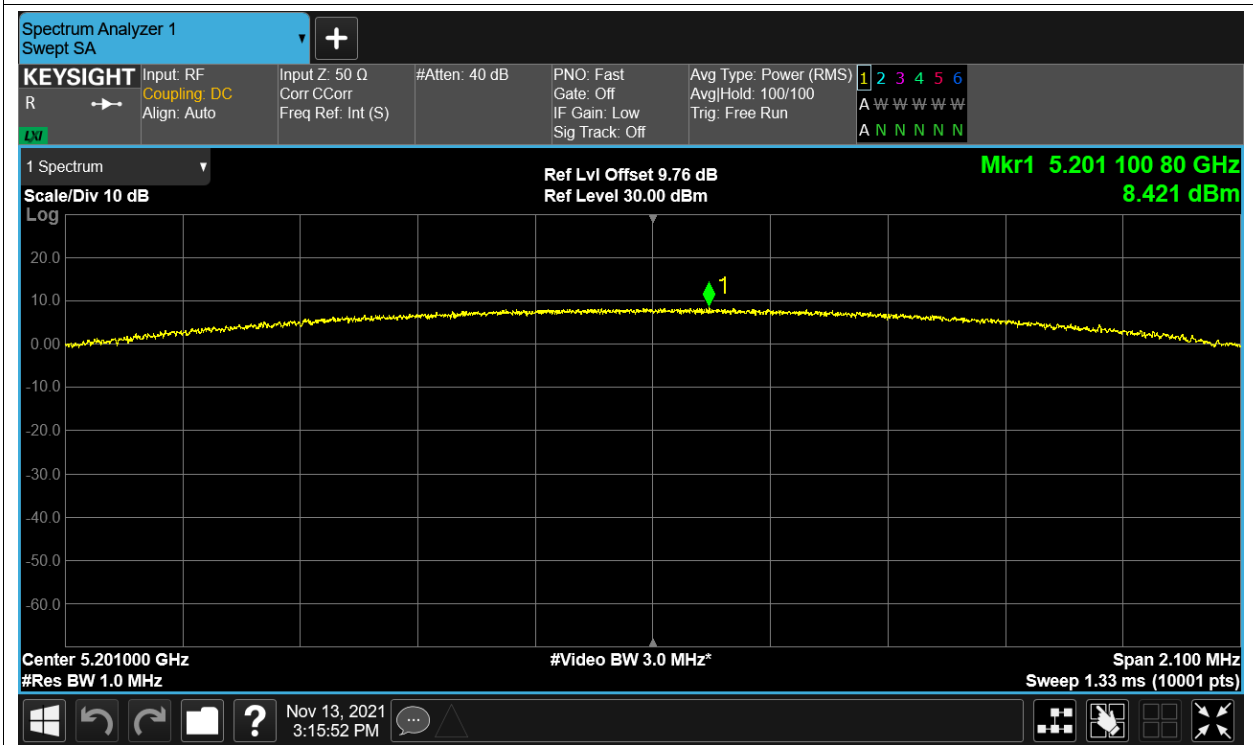 Spectrum Analyzer 1
Swept SA
KEYSIGHT
R
LXI
Input: RF
Coupling: DC
Align: Auto
Input Z: 50 Ω
Corr CCorr
Freq Ref: Int (S)
#Atten: 40 dB
PNO: Fast
Gate: Off
IF Gain: Low
Sig Track: Off
Avg Type: Power (RMS)
Avg|Hold: 100/100
Trig: Free Run
1 2 3 4 5 6
A W W W W W
A N N N N N
1 Spectrum
Scale/Div 10 dB
Log
Ref Lvl Offset 9.76 dB
Ref Level 30.00 dBm
Mkr1 5.201 100 80 GHz
8.421 dBm
20.0
10.0
0.00
-10.0
-20.0
-30.0
-40.0
-50.0
-60.0
1
Center 5.201000 GHz
#Res BW 1.0 MHz
#Video BW 3.0 MHz*
Span 2.100 MHz
Sweep 1.33 ms (10001 pts)
?
Nov 13, 2021
3:15:52 PM